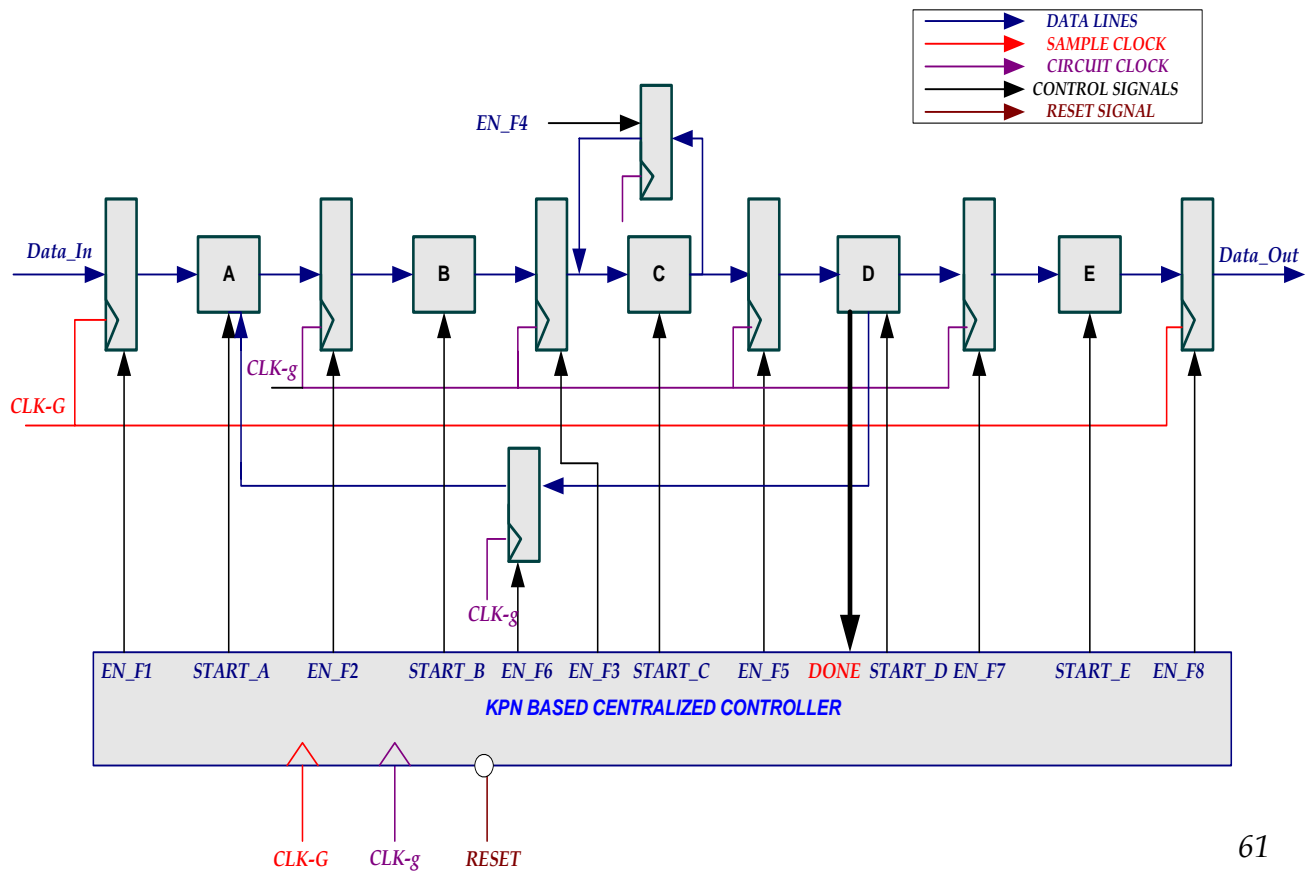 DATA LINES
SAMPLE CLOCK
CIRCUIT CLOCK
CONTROL SIGNALS
RESET SIGNAL
EN_F4
Data_In
A
B
C
D
E
Data_Out
CLK-g
CLK-G
CLK-g
EN_F1 START_A EN_F2 START_B EN_F6 EN_F3 START_C EN_F5 DONE START_D EN_F7 START_E EN_F8
KPN BASED CENTRALIZED CONTROLLER
CLK-G CLK-g RESET
61